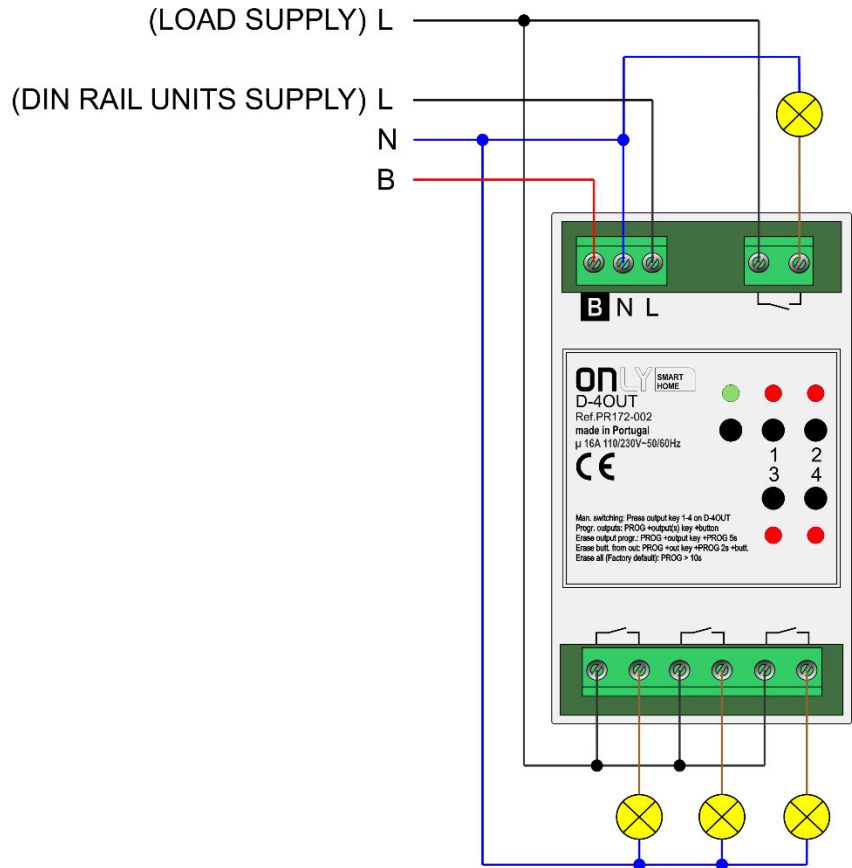 (LOAD SUPPLY) L
(DIN RAIL UNITS SUPPLY) L
N
B
B N L
ONLY SMART HOME
D-4OUT
Ref.PR172-002
made in Portugal
µ 16A 110/230V~50/60Hz
CE
1 2
3 4
Man. switching: Press output key 1-4 on D-4OUT
Progr. outputs: PROG +output(s) key +button
Erase output progr.: PROG +output key +PROG 5s
Erase butt. from out: PROG +out key +PROG 2s +butt.
Erase all (Factory default): PROG > 10s